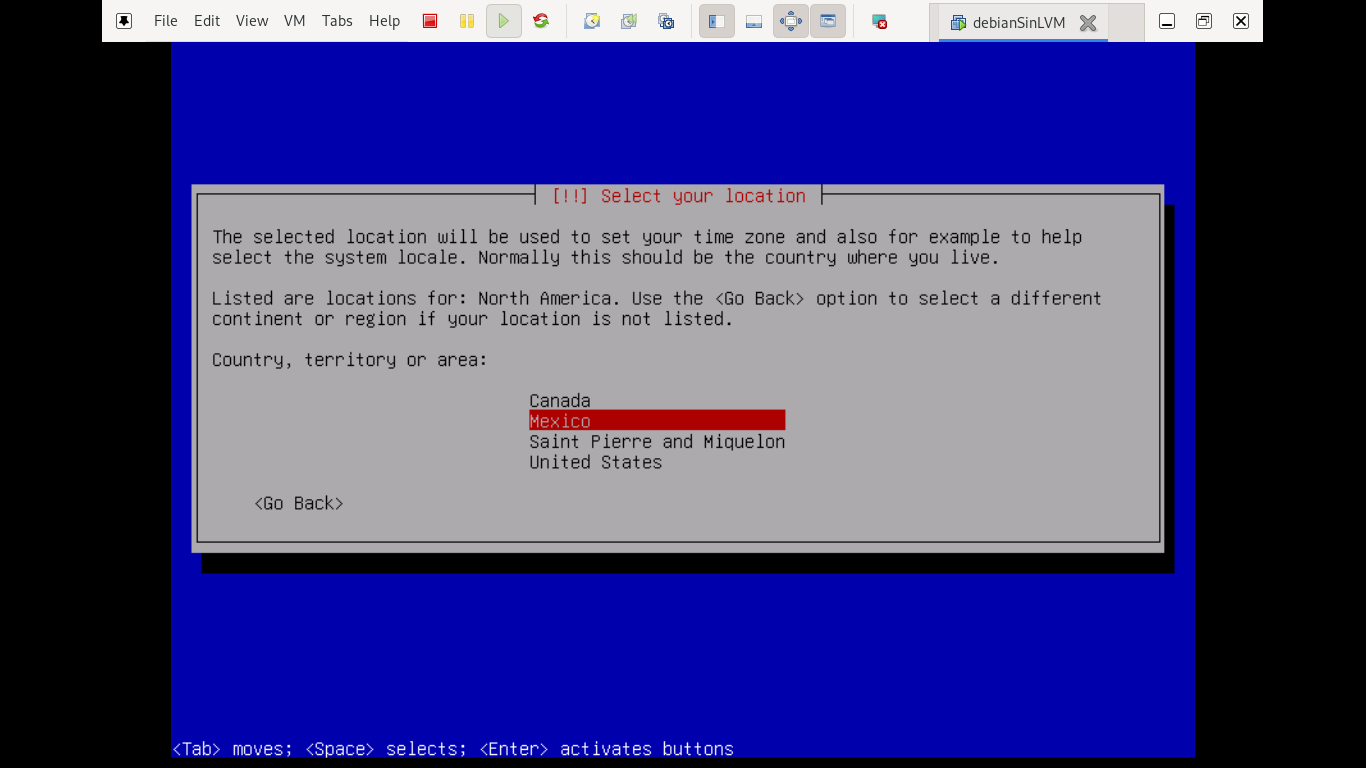 File Edit View VM Tabs Help debianSinLVM
[!!] Select your location
The selected location will be used to set your time zone and also for example to help
select the system locale. Normally this should be the country where you live.
Listed are locations for: North America. Use the <Go Back> option to select a different
continent or region if your location is not listed.
Country, territory or area:
Canada
Mexico
Saint Pierre and Miquelon
United States
<Go Back>
<Tab> moves; <Space> selects; <Enter> activates buttons